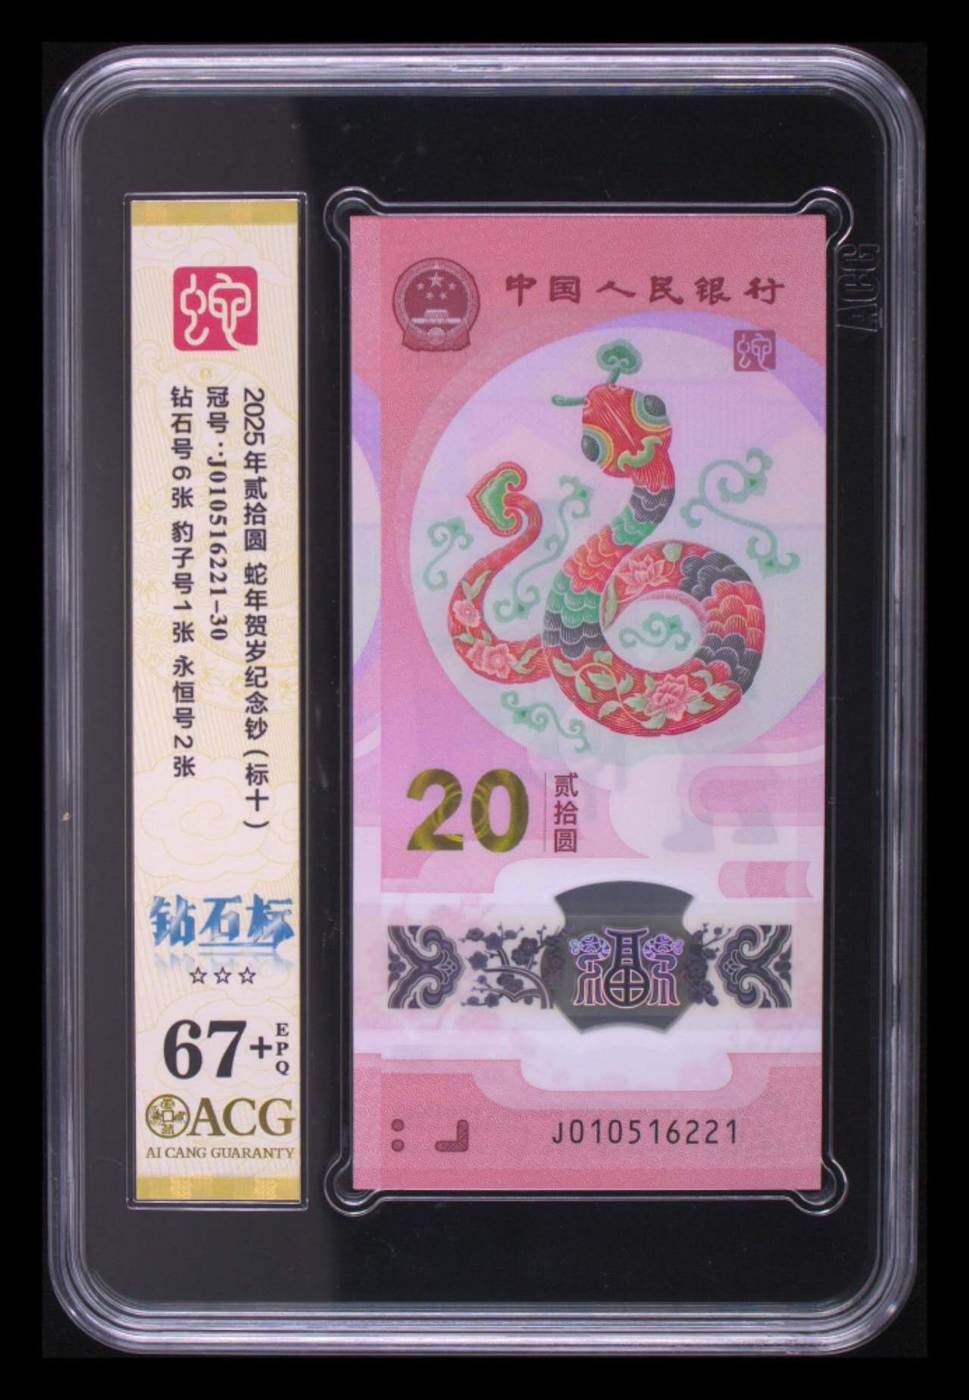 蛇
2025年贰拾圆 蛇年贺岁纪念钞(标十)
冠号:J010516221-30
钻石号6张 豹子号1张 永恒号2张
钻石标
☆☆☆
67+
EPQ
ACG
AI CANG GUARANTY
中国人民银行
蛇
20
贰拾圆
福
J010516221
ACG